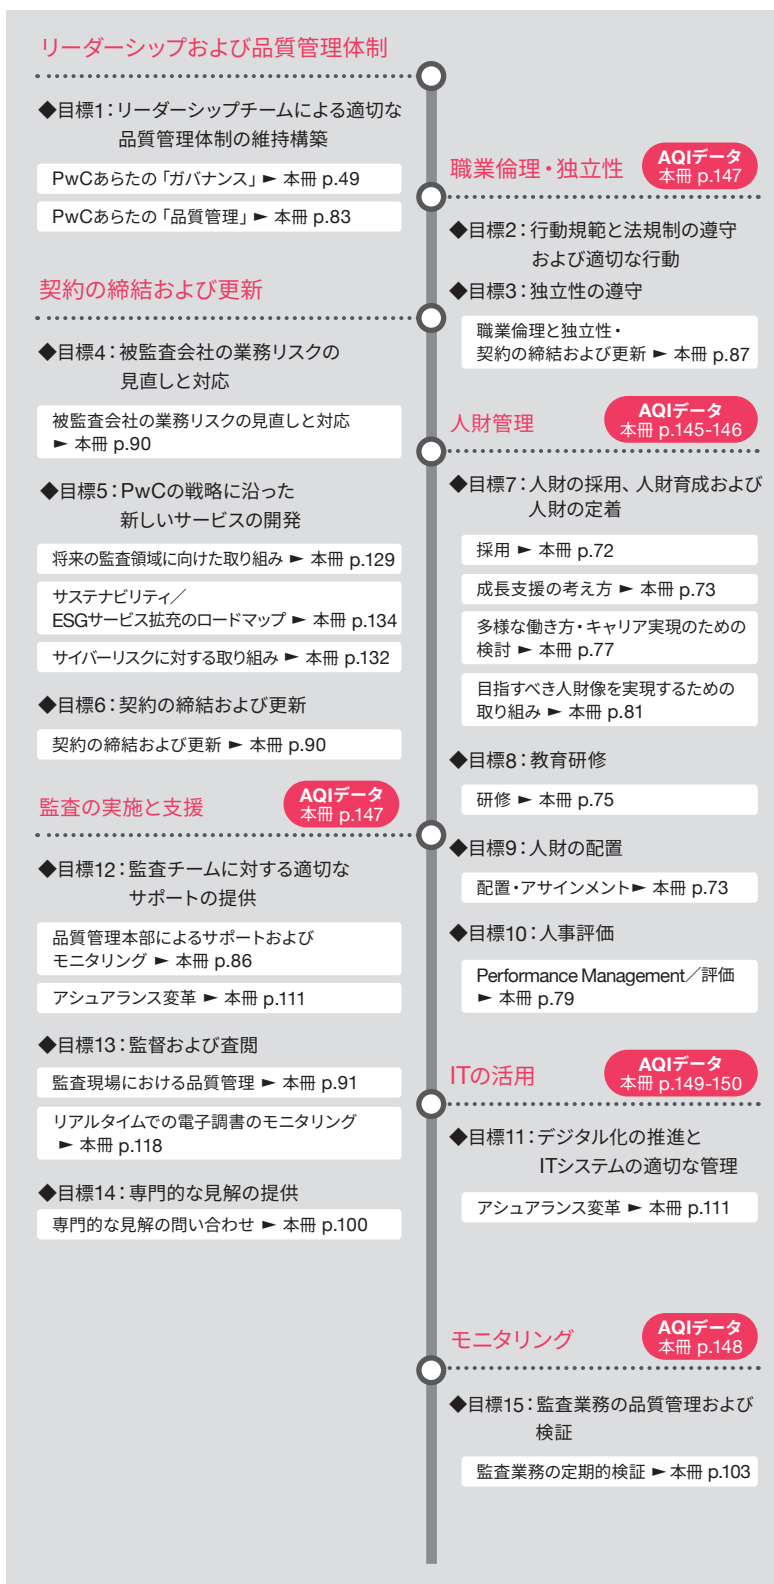 リーダーシップおよび品質管理体制
◆目標1：リーダーシップチームによる適切な
品質管理体制の維持構築
PwCあらたの「ガバナンス」► 本冊 p.49
PwCあらたの「品質管理」► 本冊 p.83
職業倫理・独立性
AQIデータ
本冊 p.147
◆目標2：行動規範と法規制の遵守
および適切な行動
◆目標3：独立性の遵守
職業倫理と独立性・
契約の締結および更新 ► 本冊 p.87
契約の締結および更新
◆目標4：被監査会社の業務リスクの
見直しと対応
被監査会社の業務リスクの見直しと対応
► 本冊 p.90
◆目標5：PwCの戦略に沿った
新しいサービスの開発
将来の監査領域に向けた取り組み ► 本冊 p.129
サステナビリティ／
ESGサービス拡充のロードマップ ► 本冊 p.134
サイバーリスクに対する取り組み ► 本冊 p.132
◆目標6：契約の締結および更新
契約の締結および更新 ► 本冊 p.90
人財管理
AQIデータ
本冊 p.145-146
◆目標7：人財の採用、人財育成および
人財の定着
採用 ► 本冊 p.72
成長支援の考え方 ► 本冊 p.73
多様な働き方・キャリア実現のための
検討 ► 本冊 p.77
目指すべき人財像を実現するための
取り組み ► 本冊 p.81
◆目標8：教育研修
研修 ► 本冊 p.75
◆目標9：人財の配置
配置・アサインメント► 本冊 p.73
◆目標10：人事評価
Performance Management／評価
► 本冊 p.79
監査の実施と支援
AQIデータ
本冊 p.147
◆目標12：監査チームに対する適切な
サポートの提供
品質管理本部によるサポートおよび
モニタリング ► 本冊 p.86
アシュアランス変革 ► 本冊 p.111
◆目標13：監督および査閲
監査現場における品質管理 ► 本冊 p.91
リアルタイムでの電子調書のモニタリング
► 本冊 p.118
◆目標14：専門的な見解の提供
専門的な見解の問い合わせ ► 本冊 p.100
ITの活用
AQIデータ
本冊 p.149-150
◆目標11：デジタル化の推進と
ITシステムの適切な管理
アシュアランス変革 ► 本冊 p.111
モニタリング
AQIデータ
本冊 p.148
◆目標15：監査業務の品質管理および
検証
監査業務の定期的検証 ► 本冊 p.103